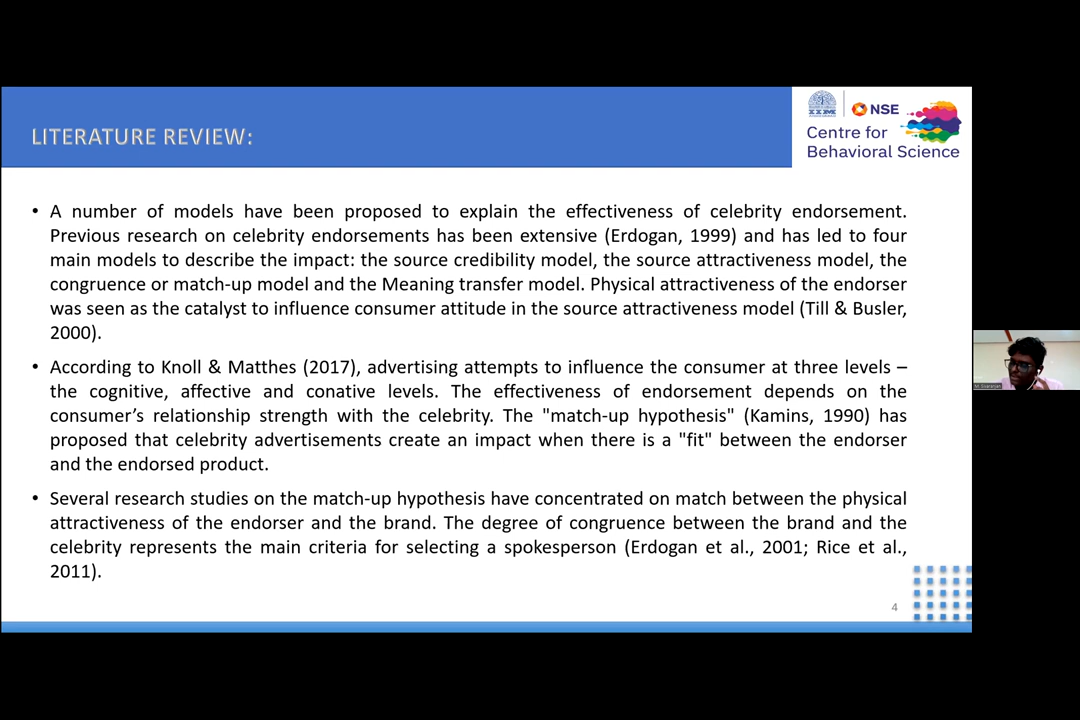 LITERATURE REVIEW:
IIM
NSE
Centre for
Behavioral Science
• A number of models have been proposed to explain the effectiveness of celebrity endorsement.
Previous research on celebrity endorsements has been extensive (Erdogan, 1999) and has led to four
main models to describe the impact: the source credibility model, the source attractiveness model, the
congruence or match-up model and the Meaning transfer model. Physical attractiveness of the endorser
was seen as the catalyst to influence consumer attitude in the source attractiveness model (Till & Busler,
2000).
• According to Knoll & Matthes (2017), advertising attempts to influence the consumer at three levels –
the cognitive, affective and conative levels. The effectiveness of endorsement depends on the
consumer’s relationship strength with the celebrity. The "match-up hypothesis" (Kamins, 1990) has
proposed that celebrity advertisements create an impact when there is a "fit" between the endorser
and the endorsed product.
• Several research studies on the match-up hypothesis have concentrated on match between the physical
attractiveness of the endorser and the brand. The degree of congruence between the brand and the
celebrity represents the main criteria for selecting a spokesperson (Erdogan et al., 2001; Rice et al.,
2011).
4